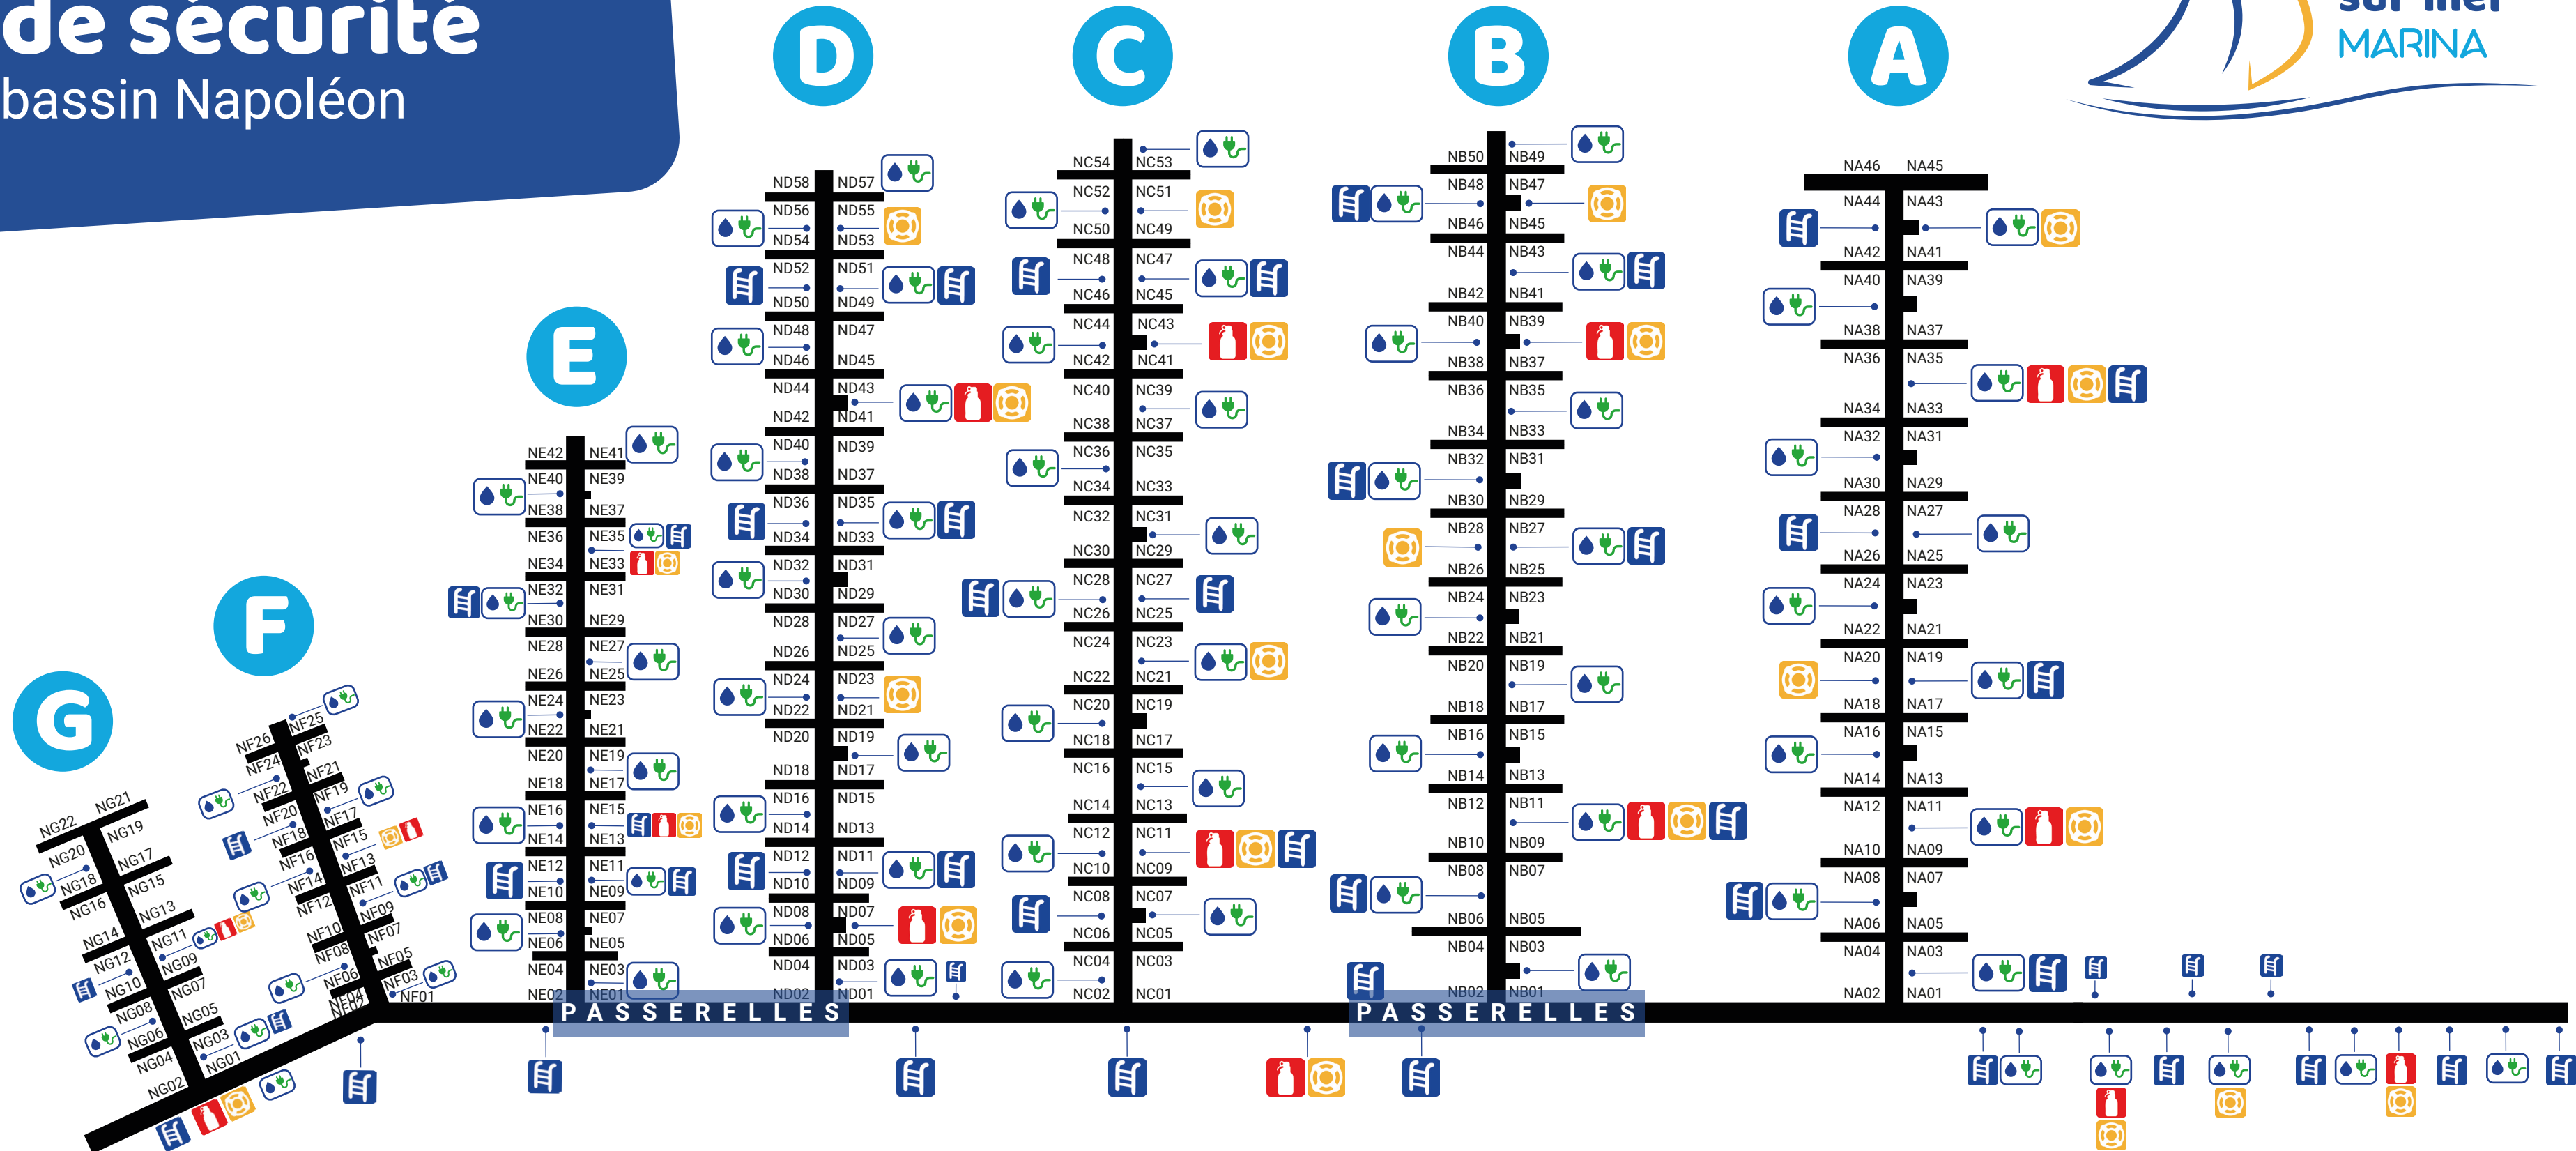 de sécurité
bassin Napoléon
sur mer
MARINA
D
C
B
A
E
F
G
ND58 ND57
ND56 ND55
ND54 ND53
ND52 ND51
ND50 ND49
ND48 ND47
ND46 ND45
ND44 ND43
ND42 ND41
ND40 ND39
ND38 ND37
ND36 ND35
ND34 ND33
ND32 ND31
ND30 ND29
ND28 ND27
ND26 ND25
ND24 ND23
ND22 ND21
ND20 ND19
ND18 ND17
ND16 ND15
ND14 ND13
ND12 ND11
ND10 ND09
ND08 ND07
ND06 ND05
ND04 ND03
ND02 ND01
NC54 NC53
NC52 NC51
NC50 NC49
NC48 NC47
NC46 NC45
NC44 NC43
NC42 NC41
NC40 NC39
NC38 NC37
NC36 NC35
NC34 NC33
NC32 NC31
NC30 NC29
NC28 NC27
NC26 NC25
NC24 NC23
NC22 NC21
NC20 NC19
NC18 NC17
NC16 NC15
NC14 NC13
NC12 NC11
NC10 NC09
NC08 NC07
NC06 NC05
NC04 NC03
NC02 NC01
NB50 NB49
NB48 NB47
NB46 NB45
NB44 NB43
NB42 NB41
NB40 NB39
NB38 NB37
NB36 NB35
NB34 NB33
NB32 NB31
NB30 NB29
NB28 NB27
NB26 NB25
NB24 NB23
NB22 NB21
NB20 NB19
NB18 NB17
NB16 NB15
NB14 NB13
NB12 NB11
NB10 NB09
NB08 NB07
NB06 NB05
NB04 NB03
NB02 NB01
NA46 NA45
NA44 NA43
NA42 NA41
NA40 NA39
NA38 NA37
NA36 NA35
NA34 NA33
NA32 NA31
NA30 NA29
NA28 NA27
NA26 NA25
NA24 NA23
NA22 NA21
NA20 NA19
NA18 NA17
NA16 NA15
NA14 NA13
NA12 NA11
NA10 NA09
NA08 NA07
NA06 NA05
NA04 NA03
NA02 NA01
NE42 NE41
NE40 NE39
NE38 NE37
NE36 NE35
NE34 NE33
NE32 NE31
NE30 NE29
NE28 NE27
NE26 NE25
NE24 NE23
NE22 NE21
NE20 NE19
NE18 NE17
NE16 NE15
NE14 NE13
NE12 NE11
NE10 NE09
NE08 NE07
NE06 NE05
NE04 NE03
NE02 NE01
NF26 NF25
NF24 NF23
NF22 NF21
NF20 NF19
NF18 NF17
NF16 NF15
NF14 NF13
NF12 NF11
NF10 NF09
NF08 NF07
NF06 NF05
NF04 NF03
NF02 NF01
NG22 NG21
NG20 NG19
NG18 NG17
NG16 NG15
NG14 NG13
NG12 NG11
NG10 NG09
NG08 NG07
NG06 NG05
NG04 NG03
NG02 NG01
PASSERELLES
PASSERELLES